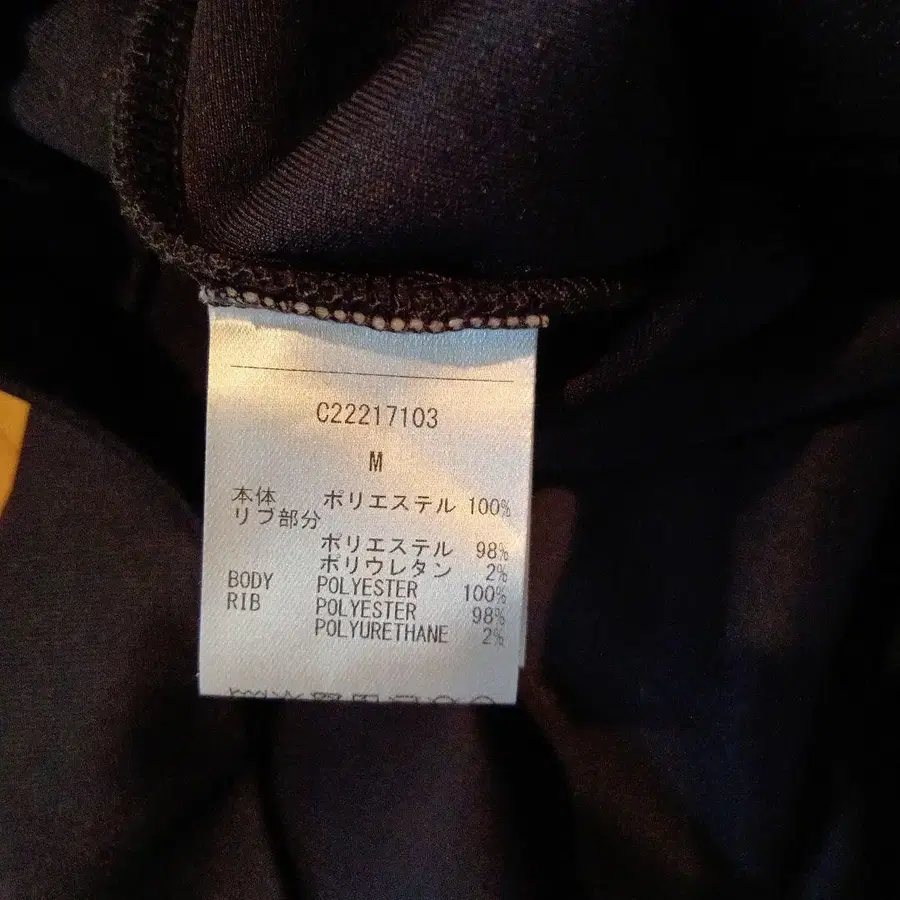 C22217103
M
本体 ポリエステル 100%
リブ部分
ポリエステル 98%
ポリウレタン 2%
BODY POLYESTER 100%
RIB POLYESTER 98%
POLYURETHANE 2%